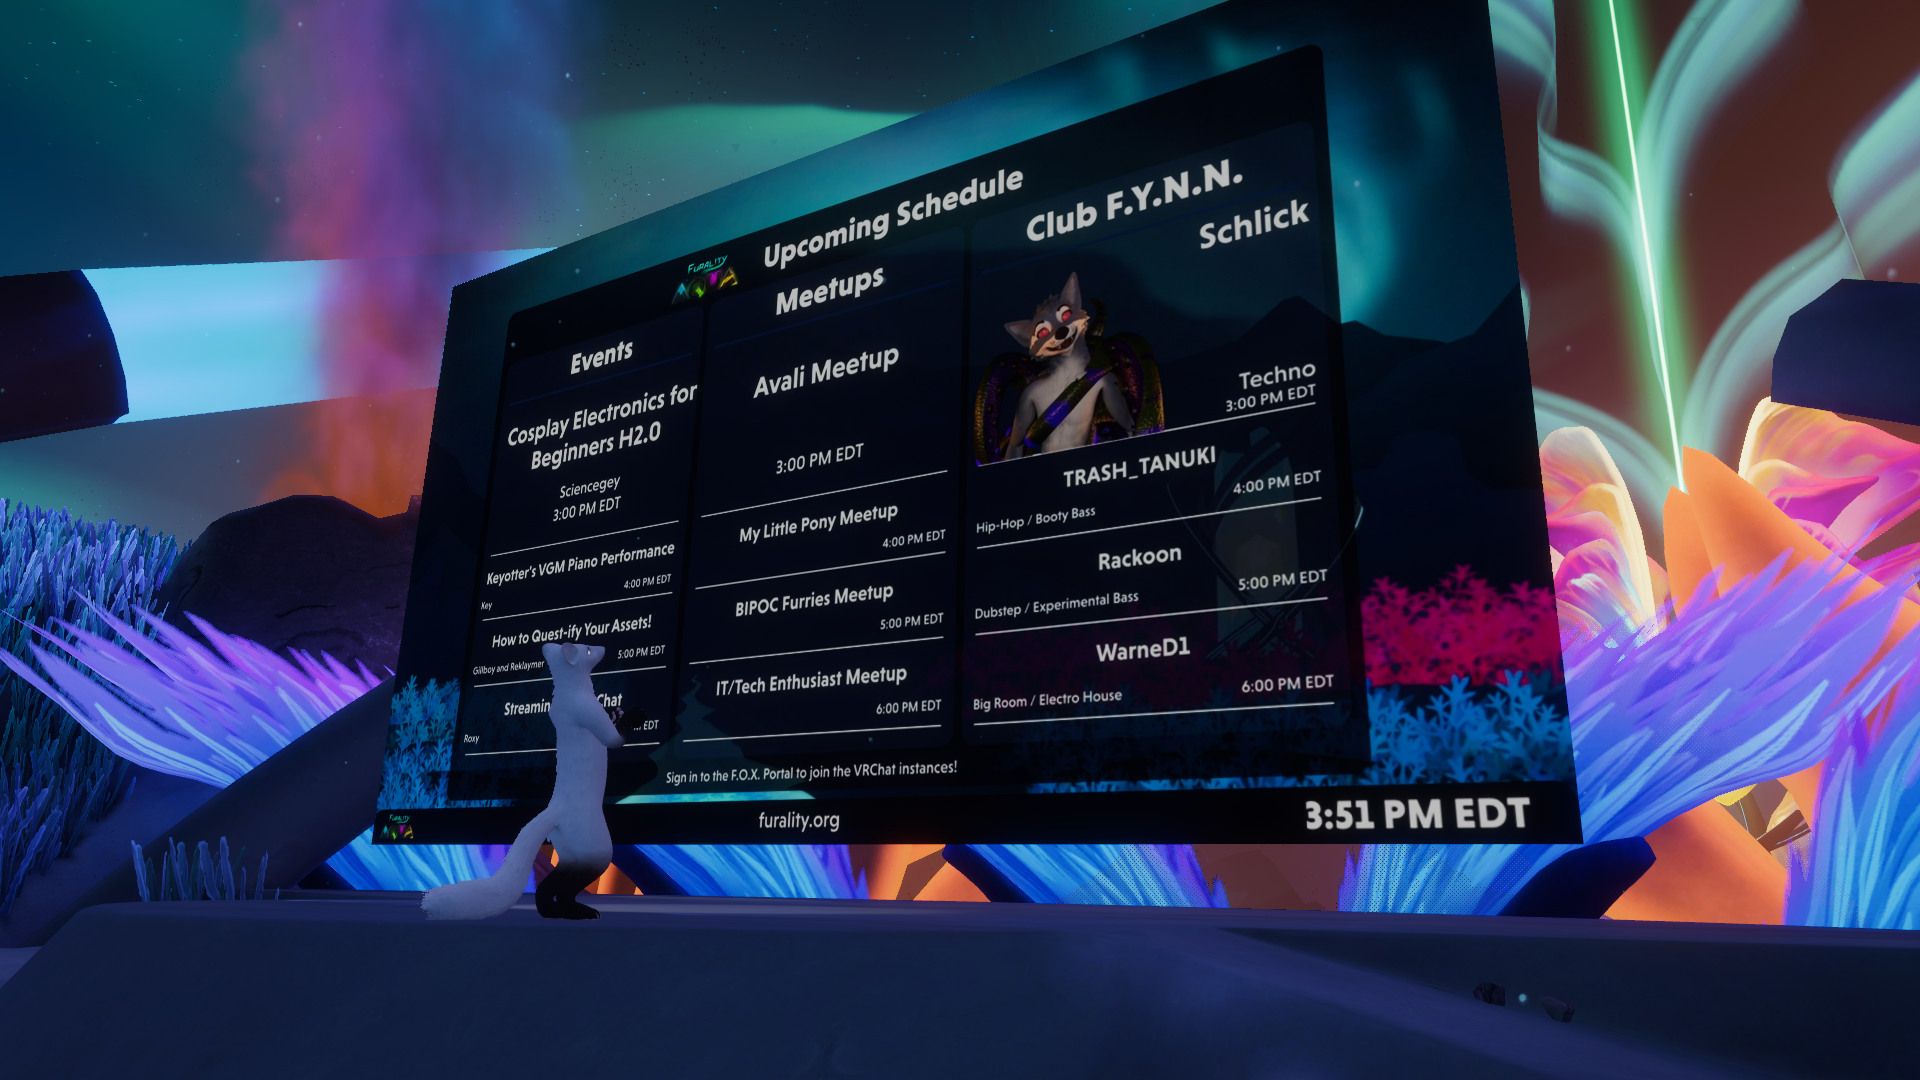 FURALITY
AQUA
Upcoming Schedule
Events
Cosplay Electronics for
Beginners H2.0
Sciencegey
3:00 PM EDT
Keyotter's VGM Piano Performance
4:00 PM EDT
Key
How to Quest-ify Your Assets!
5:00 PM EDT
Gillboy and Reklaymer
Chat
EDT
Roxy
Meetups
Avali Meetup
3:00 PM EDT
My Little Pony Meetup
4:00 PM EDT
BIPOC Furries Meetup
5:00 PM EDT
IT/Tech Enthusiast Meetup
6:00 PM EDT
Club F.Y.N.N.
Schlick
Techno
3:00 PM EDT
TRASH_TANUKI
4:00 PM EDT
Hip-Hop / Booty Bass
Rackoon
5:00 PM EDT
Dubstep / Experimental Bass
WarneD1
6:00 PM EDT
Big Room / Electro House
Sign in to the F.O.X. Portal to join the VRChat instances!
FURALITY
AQUA
furality.org
3:51 PM EDT